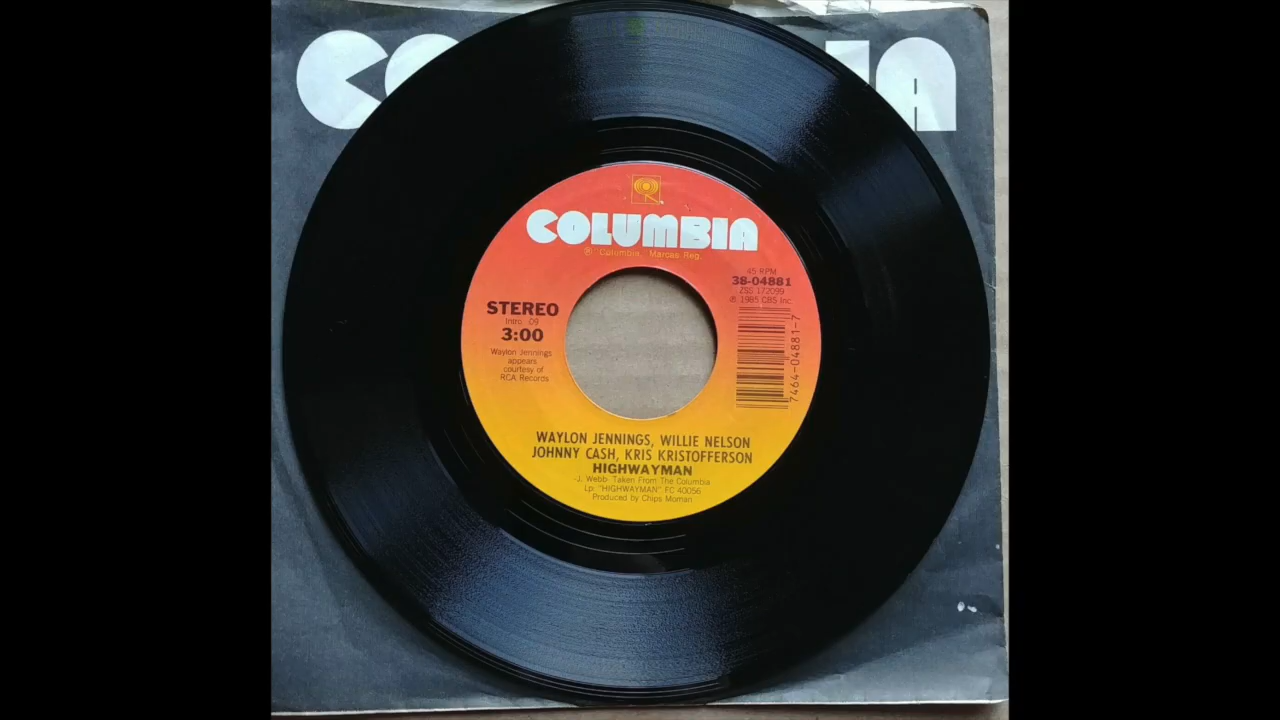 COLUMBIA
COLUMBIA
® Columbia, Marcas Reg.
45 RPM
38-04881
ZSS 172099
℗ 1985 CBS Inc.
STEREO
Intro: :09
3:00
Waylon Jennings
appears
courtesy of
RCA Records
7464-04881-7
WAYLON JENNINGS, WILLIE NELSON
JOHNNY CASH, KRIS KRISTOFFERSON
HIGHWAYMAN
-J. Webb- Taken From The Columbia
Lp: "HIGHWAYMAN" FC 40056
Produced by Chips Moman